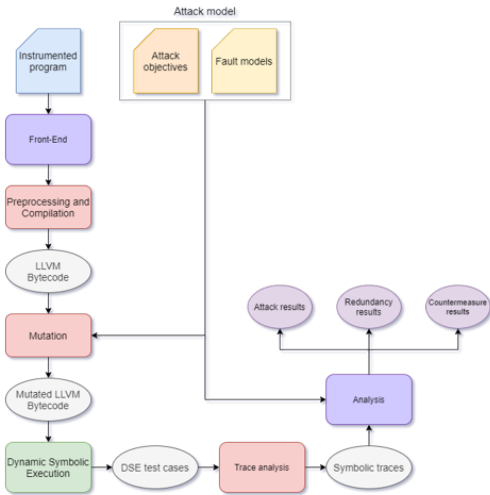 Attack model
Instrumented
program
Attack
objectives
Fault models
Front-End
Preprocessing and
Compilation
LLVM
Bytecode
Attack results
Redundancy
results
Countermeasure
results
Mutation
Mutated LLVM
Bytecode
Analysis
Dynamic Symbolic
Execution
DSE test cases
Trace analysis
Symbolic traces